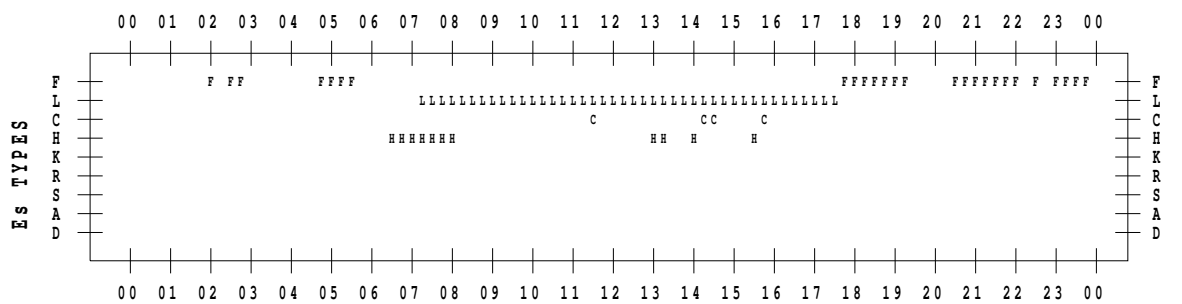 00 01 02 03 04 05 06 07 08 09 10 11 12 13 14 15 16 17 18 19 20 21 22 23 00
F F FF FFFF FFFFFFF FFFFFFF F FFFF F
L LLLLLLLLLLLLLLLLLLLLLLLLLLLLLLLLLLLLLLLLLL L
C C CC C C
H HHHHHHH HH H H H
K K
R R
S S
A A
D D
Es TYPES
00 01 02 03 04 05 06 07 08 09 10 11 12 13 14 15 16 17 18 19 20 21 22 23 00